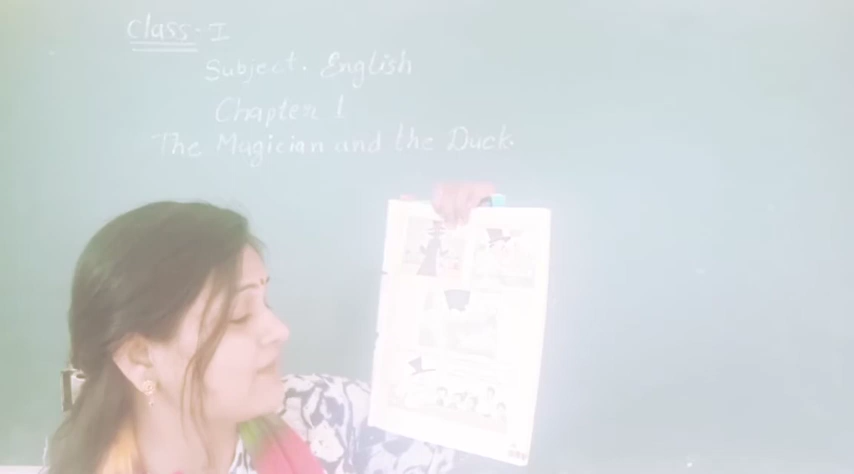 Class - I
Subject. English
Chapter 1
The Magician and the Duck.